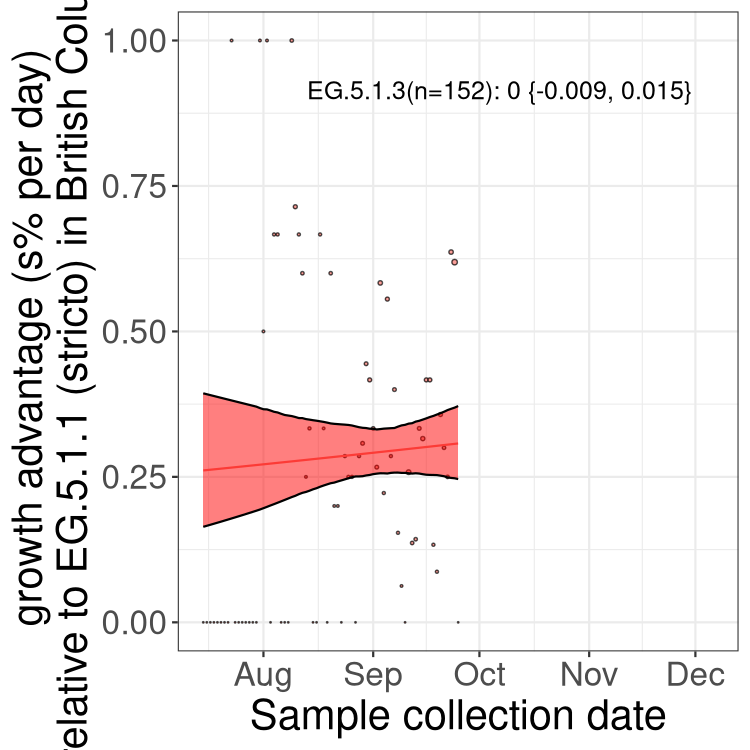 growth advantage (s% per day)
relative to EG.5.1.1 (stricto) in British
1.00
0.75
0.50
0.25
0.00
EG.5.1.3(n=152): 0 {-0.009, 0.015}
Aug Sep Oct Nov Dec
Sample collection date